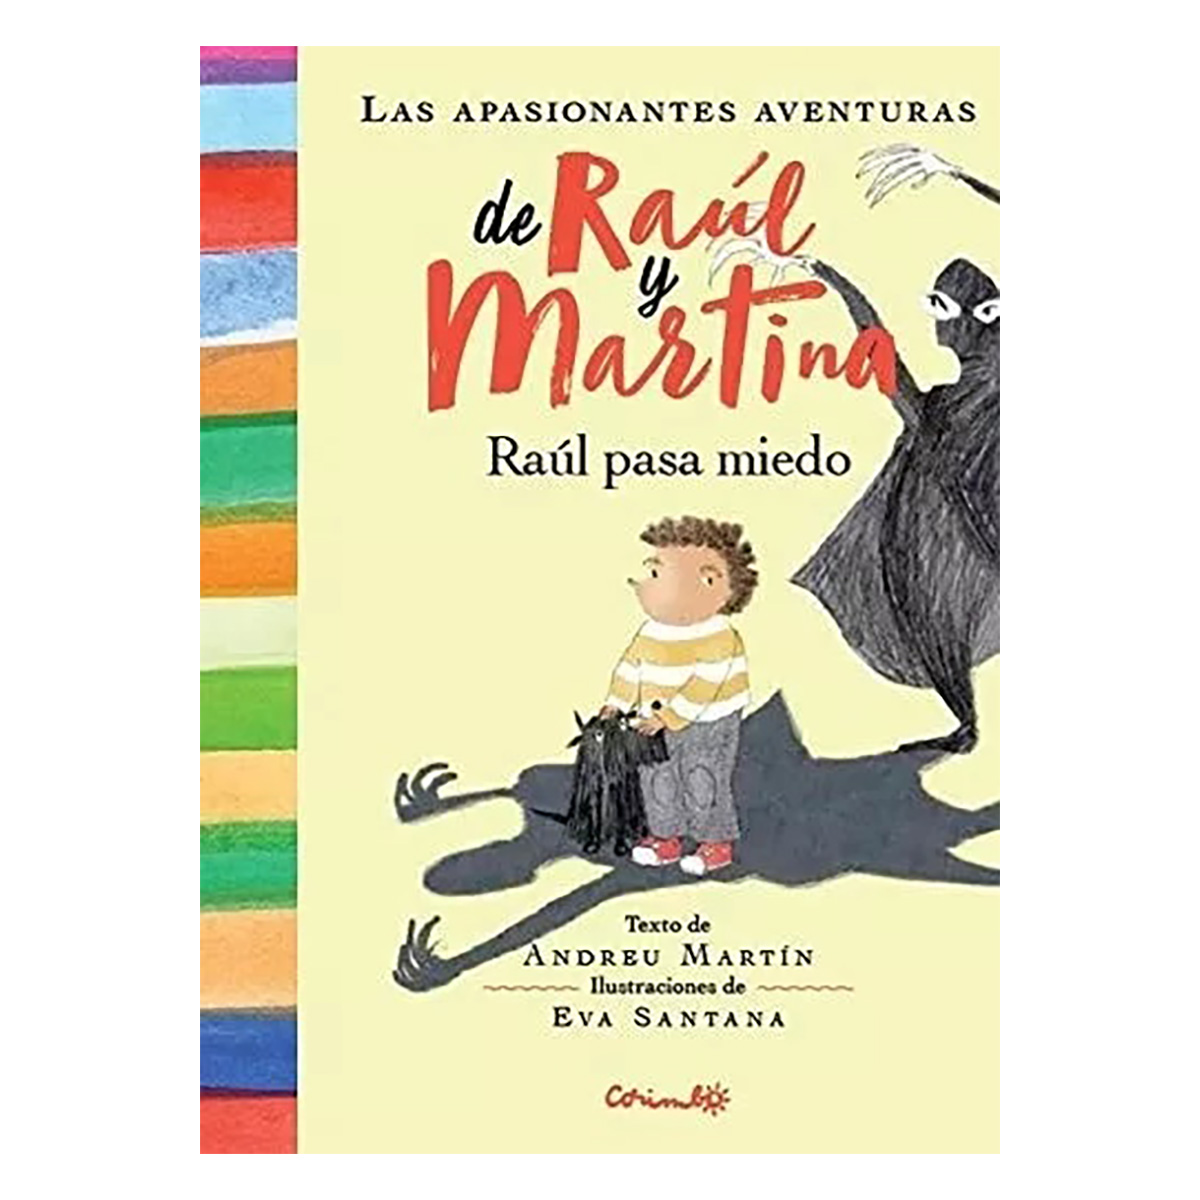 LAS APASIONANTES AVENTURAS
de Raúl
y
Martina
Raúl pasa miedo
Texto de
ANDREU MARTÍN
Ilustraciones de
EVA SANTANA
Corimbo